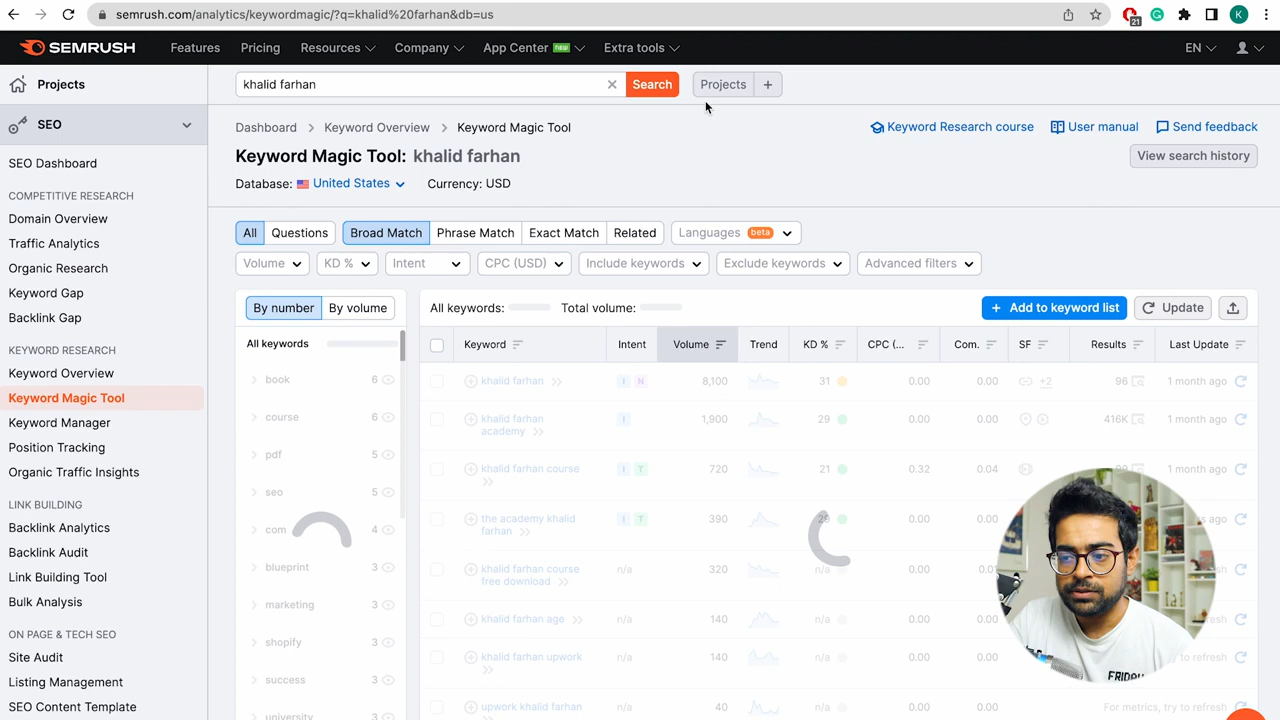 semrush.com/analytics/keywordmagic/?q=khalid%20farhan&db=us
21
K
SEMRUSH
Features
Pricing
Resources
Company
App Center new
Extra tools
EN
Projects
khalid farhan
Search
Projects
+
SEO
Dashboard
Keyword Overview
Keyword Magic Tool
Keyword Research course
User manual
Send feedback
Keyword Magic Tool: khalid farhan
View search history
Database: United States
Currency: USD
SEO Dashboard
COMPETITIVE RESEARCH
Domain Overview
Traffic Analytics
Organic Research
Keyword Gap
Backlink Gap
KEYWORD RESEARCH
Keyword Overview
Keyword Magic Tool
Keyword Manager
Position Tracking
Organic Traffic Insights
LINK BUILDING
Backlink Analytics
Backlink Audit
Link Building Tool
Bulk Analysis
ON PAGE & TECH SEO
Site Audit
Listing Management
SEO Content Template
All
Questions
Broad Match
Phrase Match
Exact Match
Related
Languages beta
Volume
KD %
Intent
CPC (USD)
Include keywords
Exclude keywords
Advanced filters
By number
By volume
All keywords:
Total volume:
+ Add to keyword list
Update
All keywords
book 6
course 6
pdf 5
seo 5
com 4
blueprint 3
marketing 3
shopify 3
success 3
university 3
Keyword Intent Volume Trend KD % CPC (... Com. SF Results Last Update
khalid farhan I N 8,100 31 0.00 0.00 +2 96 1 month ago
khalid farhan
academy I 1,900 29 0.00 0.00 416K 1 month ago
khalid farhan course I T 720 21 0.32 0.04 1 month ago
the academy khalid
farhan I T 390 0.00 0.00
khalid farhan course
free download n/a 320 n/a 0.00
khalid farhan age n/a 140 n/a 0.00
khalid farhan upwork n/a 140 n/a 0.00 to refresh
upwork khalid farhan n/a 40 n/a 0.00 0.00 For metrics, try to refresh
FRIDAY